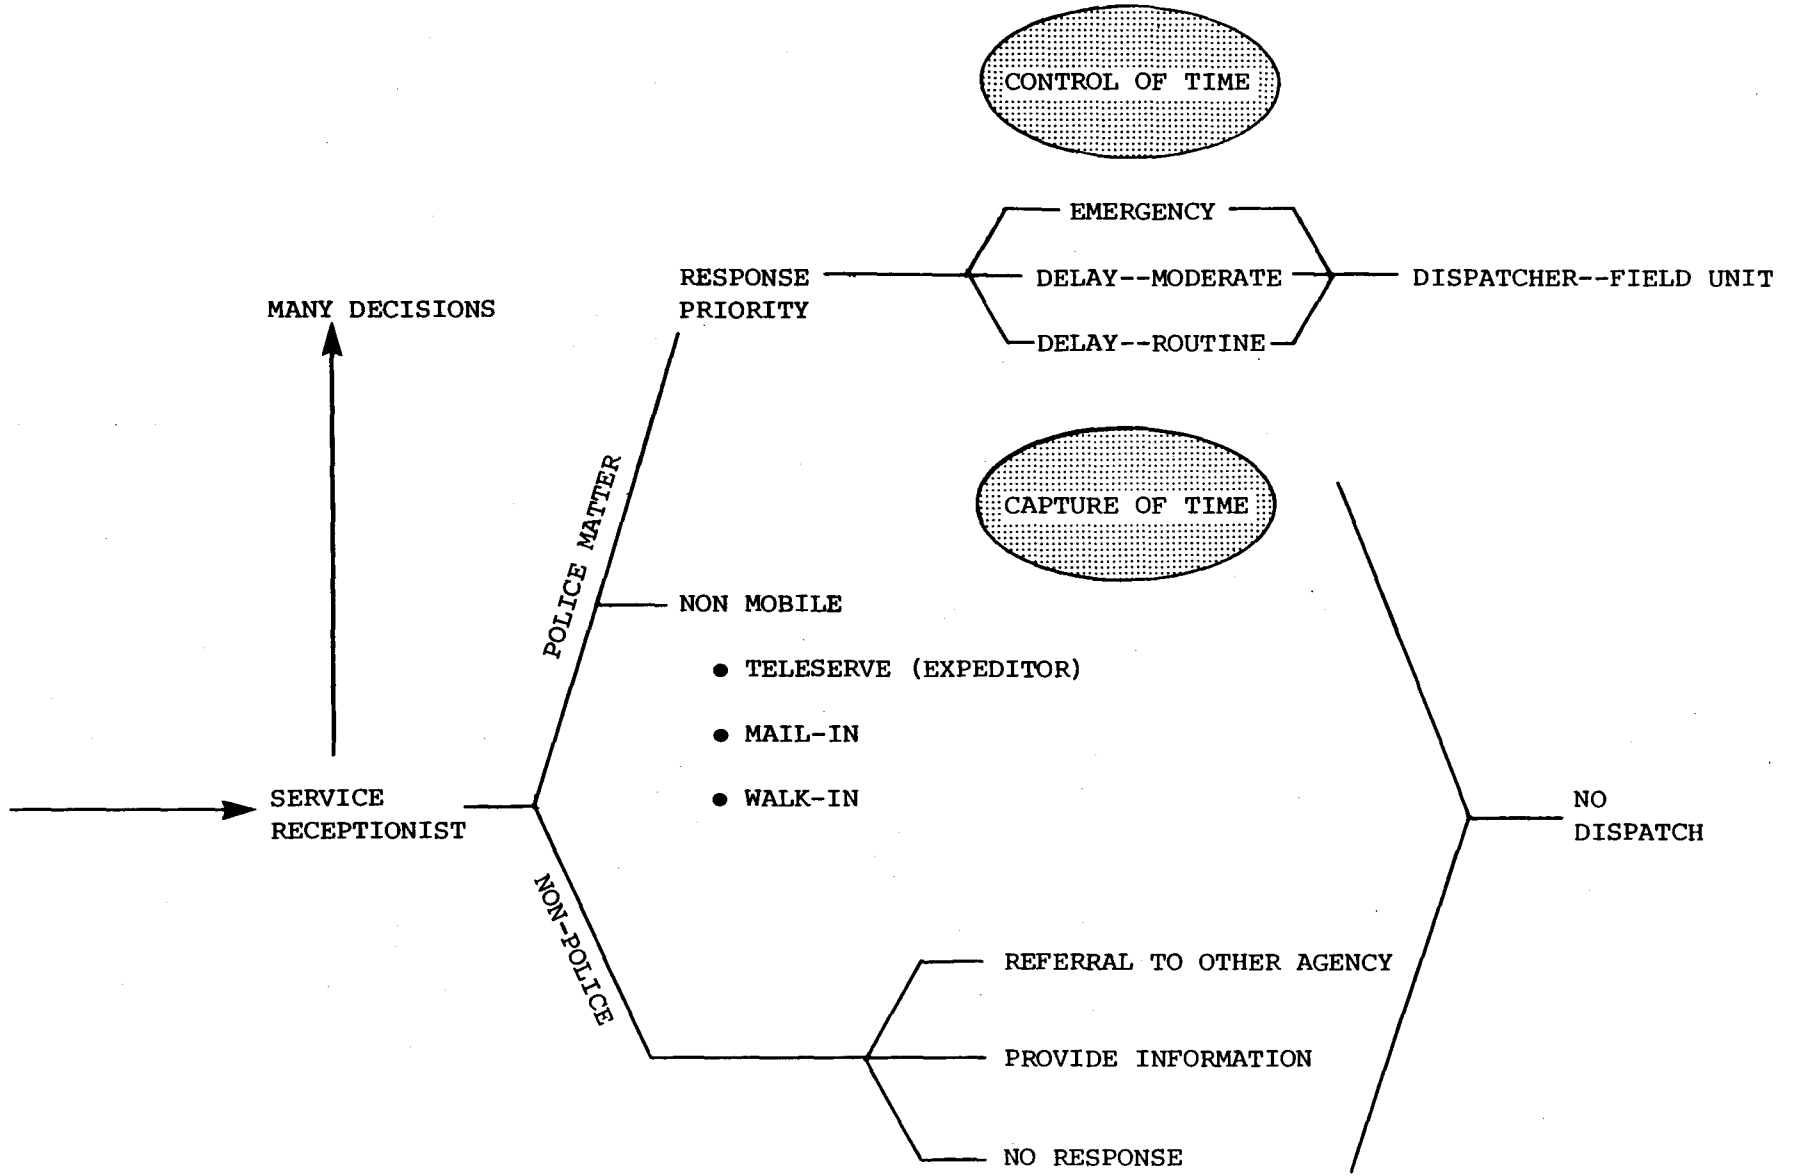 CONTROL OF TIME
EMERGENCY
RESPONSE
PRIORITY
DELAY--MODERATE
DISPATCHER--FIELD UNIT
DELAY--ROUTINE
MANY DECISIONS
CAPTURE OF TIME
POLICE MATTER
NON MOBILE
● TELESERVE (EXPEDITOR)
● MAIL-IN
● WALK-IN
SERVICE
RECEPTIONIST
NO
DISPATCH
NON-POLICE
REFERRAL TO OTHER AGENCY
PROVIDE INFORMATION
NO RESPONSE